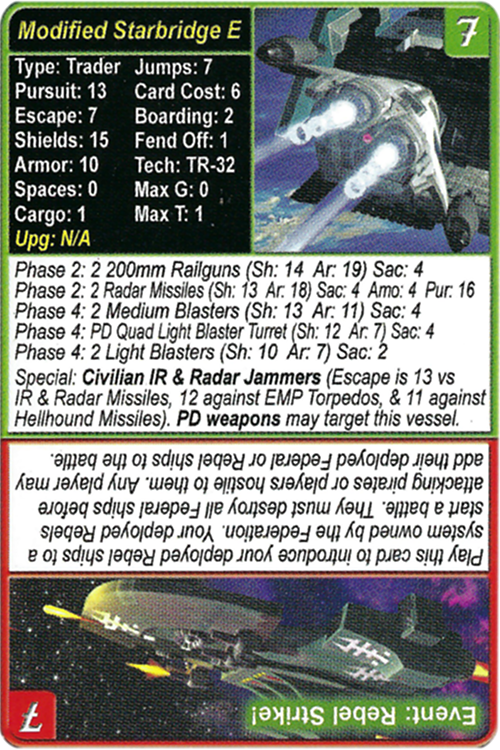 Modified Starbridge E
7
Type: Trader Jumps: 7
Pursuit: 13 Card Cost: 6
Escape: 7 Boarding: 2
Shields: 15 Fend Off: 1
Armor: 10 Tech: TR-32
Spaces: 0 Max G: 0
Cargo: 1 Max T: 1
Upg: N/A
Phase 2: 2 200mm Railguns (Sh: 14 Ar: 19) Sac: 4
Phase 2: 2 Radar Missiles (Sh: 13 Ar: 18) Sac: 4 Amo: 4 Pur: 16
Phase 4: 2 Medium Blasters (Sh: 13 Ar: 11) Sac: 4
Phase 4: PD Quad Light Blaster Turret (Sh: 12 Ar: 7) Sac: 4
Phase 4: 2 Light Blasters (Sh: 10 Ar: 7) Sac: 2
Special: Civilian IR & Radar Jammers (Escape is 13 vs
IR & Radar Missiles, 12 against EMP Torpedos, & 11 against
Hellhound Missiles). PD weapons may target this vessel.
Event: Rebel Strike!
7
Play this card to introduce your deployed Rebel ships to a
system owned by the Federation. Your deployed Rebels
start a battle. They must destroy all Federal ships before
attacking pirates or players hostile to them. Any player may
add their deployed Federal or Rebel ships to the battle.